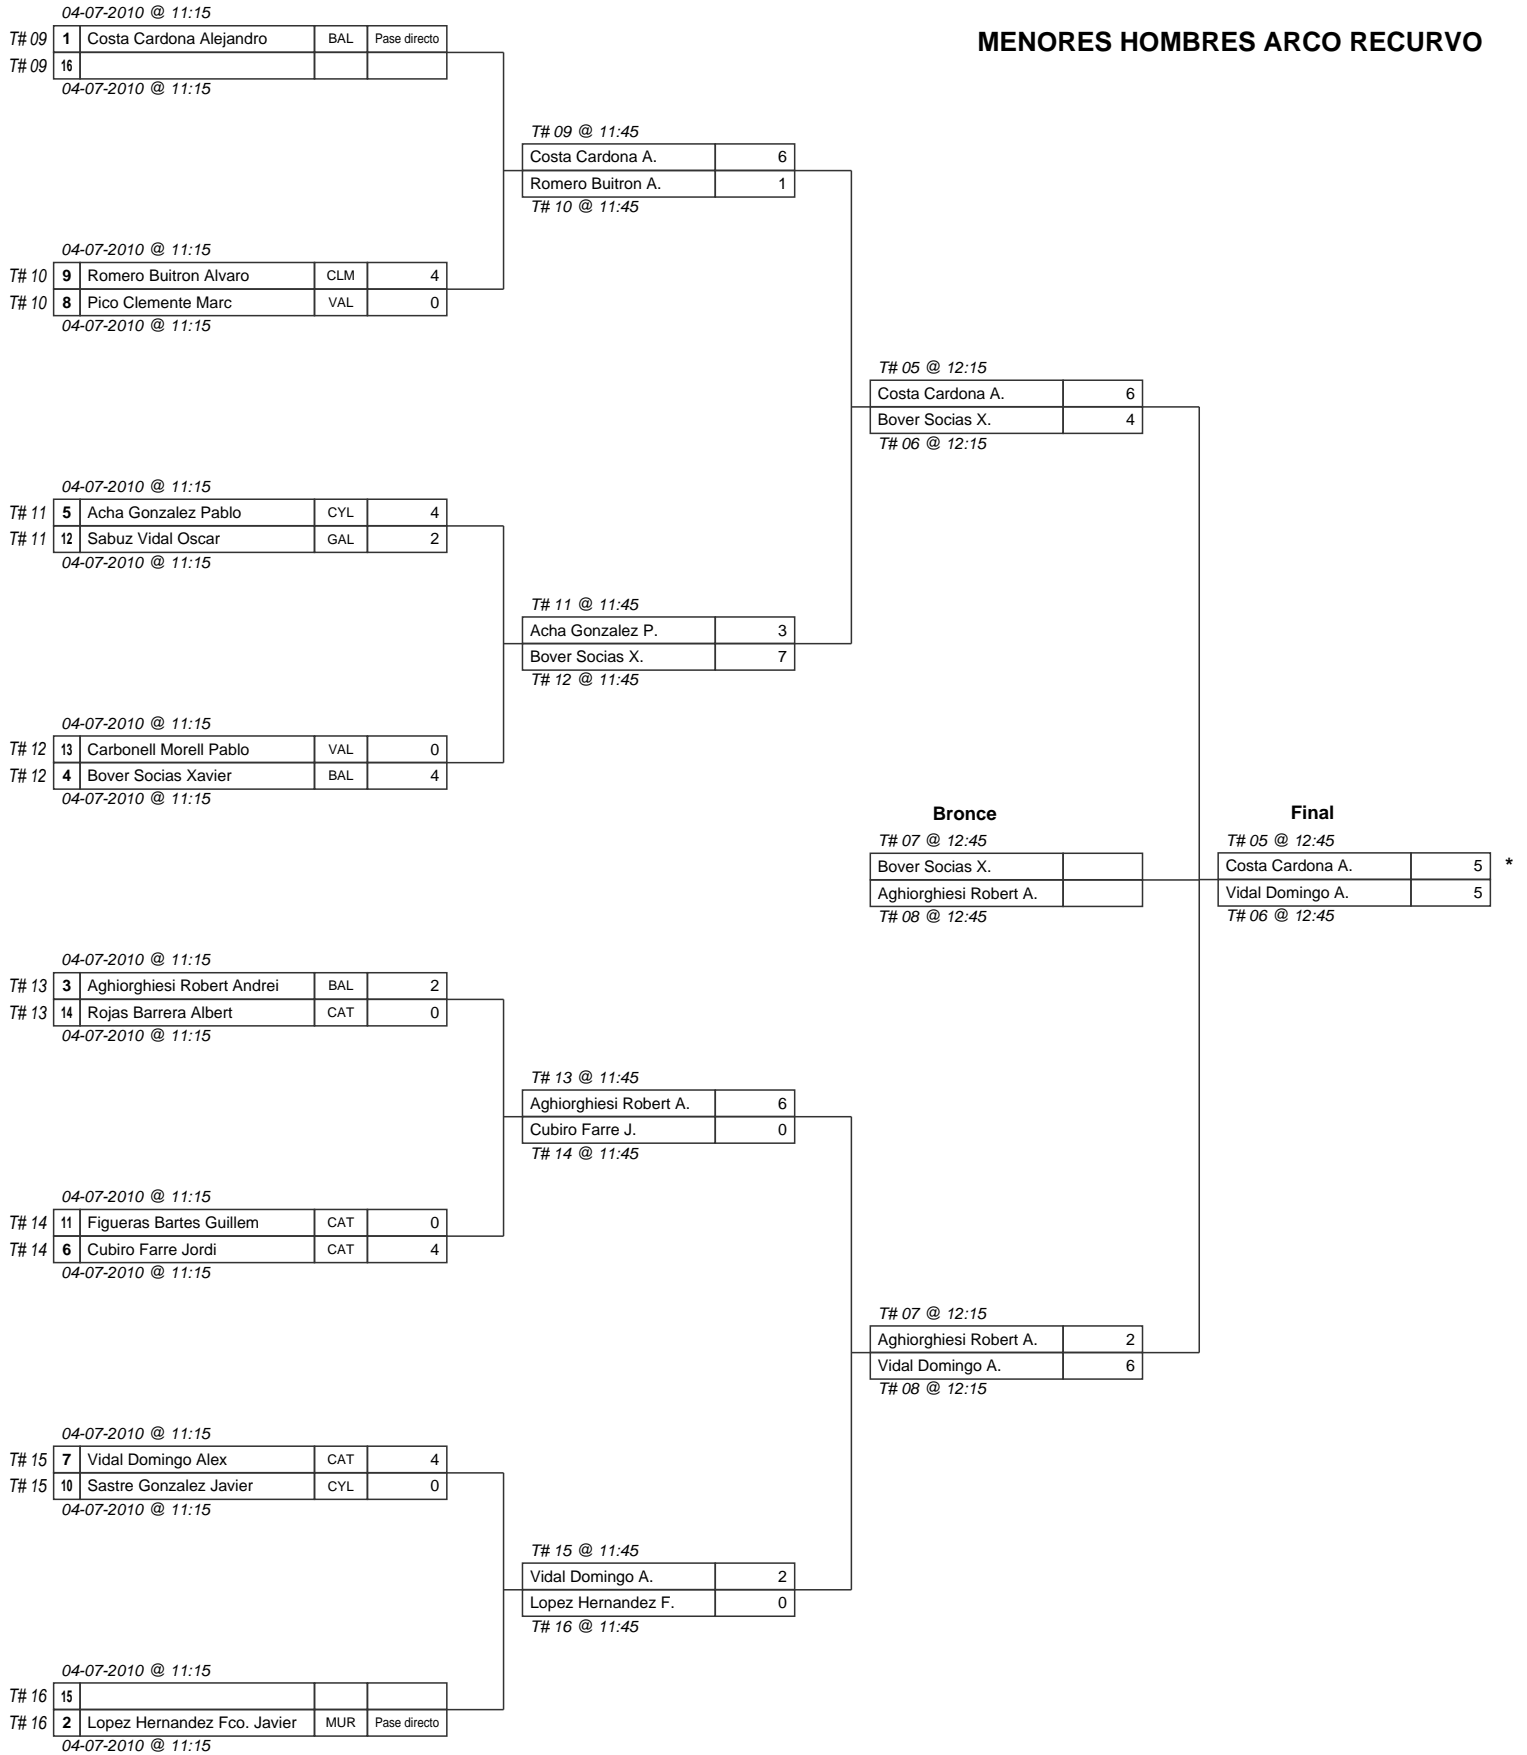 MENORES HOMBRES ARCO RECURVO
04-07-2010 @ 11:15
T# 09 1 Costa Cardona Alejandro BAL Pase directo
T# 09 16
04-07-2010 @ 11:15
T# 09 @ 11:45
Costa Cardona A. 6
Romero Buitron A. 1
T# 10 @ 11:45
04-07-2010 @ 11:15
T# 10 9 Romero Buitron Alvaro CLM 4
T# 10 8 Pico Clemente Marc VAL 0
04-07-2010 @ 11:15
T# 05 @ 12:15
Costa Cardona A. 6
Bover Socias X. 4
T# 06 @ 12:15
04-07-2010 @ 11:15
T# 11 5 Acha Gonzalez Pablo CYL 4
T# 11 12 Sabuz Vidal Oscar GAL 2
04-07-2010 @ 11:15
T# 11 @ 11:45
Acha Gonzalez P. 3
Bover Socias X. 7
T# 12 @ 11:45
04-07-2010 @ 11:15
T# 12 13 Carbonell Morell Pablo VAL 0
T# 12 4 Bover Socias Xavier BAL 4
04-07-2010 @ 11:15
Bronce
T# 07 @ 12:45
Bover Socias X.
Aghiorghiesi Robert A.
T# 08 @ 12:45
Final
T# 05 @ 12:45
Costa Cardona A. 5 *
Vidal Domingo A. 5
T# 06 @ 12:45
04-07-2010 @ 11:15
T# 13 3 Aghiorghiesi Robert Andrei BAL 2
T# 13 14 Rojas Barrera Albert CAT 0
04-07-2010 @ 11:15
T# 13 @ 11:45
Aghiorghiesi Robert A. 6
Cubiro Farre J. 0
T# 14 @ 11:45
04-07-2010 @ 11:15
T# 14 11 Figueras Bartes Guillem CAT 0
T# 14 6 Cubiro Farre Jordi CAT 4
04-07-2010 @ 11:15
T# 07 @ 12:15
Aghiorghiesi Robert A. 2
Vidal Domingo A. 6
T# 08 @ 12:15
04-07-2010 @ 11:15
T# 15 7 Vidal Domingo Alex CAT 4
T# 15 10 Sastre Gonzalez Javier CYL 0
04-07-2010 @ 11:15
T# 15 @ 11:45
Vidal Domingo A. 2
Lopez Hernandez F. 0
T# 16 @ 11:45
04-07-2010 @ 11:15
T# 16 15
T# 16 2 Lopez Hernandez Fco. Javier MUR Pase directo
04-07-2010 @ 11:15